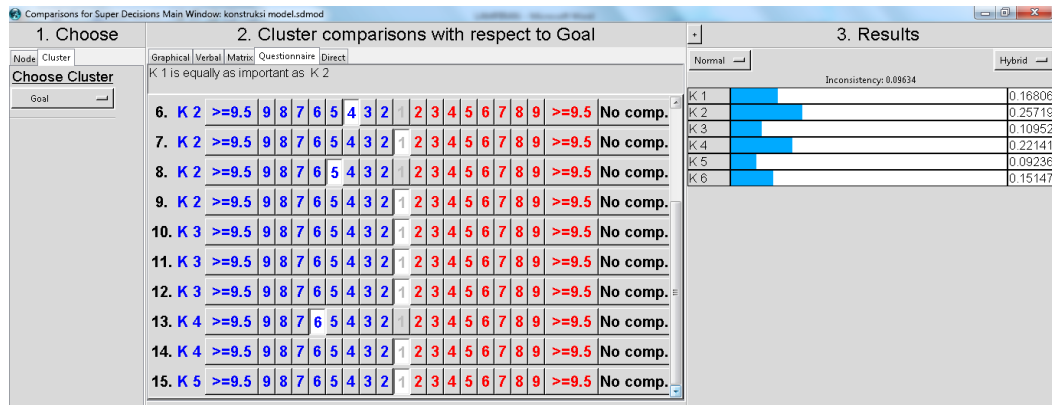 Comparisons for Super Decisions Main Window: konstruksi model.sdmod
1. Choose
2. Cluster comparisons with respect to Goal
+
3. Results
Node Cluster
Graphical Verbal Matrix Questionnaire Direct
Normal
Hybrid
Choose Cluster
K 1 is equally as important as K 2
Goal
Inconsistency: 0.09634
K 1 0.16806
K 2 0.25719
K 3 0.10952
K 4 0.22141
K 5 0.09236
K 6 0.15147
6. K 2 >=9.5 9 8 7 6 5 4 3 2 1 2 3 4 5 6 7 8 9 >=9.5 No comp.
7. K 2 >=9.5 9 8 7 6 5 4 3 2 1 2 3 4 5 6 7 8 9 >=9.5 No comp.
8. K 2 >=9.5 9 8 7 6 5 4 3 2 1 2 3 4 5 6 7 8 9 >=9.5 No comp.
9. K 2 >=9.5 9 8 7 6 5 4 3 2 1 2 3 4 5 6 7 8 9 >=9.5 No comp.
10. K 3 >=9.5 9 8 7 6 5 4 3 2 1 2 3 4 5 6 7 8 9 >=9.5 No comp.
11. K 3 >=9.5 9 8 7 6 5 4 3 2 1 2 3 4 5 6 7 8 9 >=9.5 No comp.
12. K 3 >=9.5 9 8 7 6 5 4 3 2 1 2 3 4 5 6 7 8 9 >=9.5 No comp.
13. K 4 >=9.5 9 8 7 6 5 4 3 2 1 2 3 4 5 6 7 8 9 >=9.5 No comp.
14. K 4 >=9.5 9 8 7 6 5 4 3 2 1 2 3 4 5 6 7 8 9 >=9.5 No comp.
15. K 5 >=9.5 9 8 7 6 5 4 3 2 1 2 3 4 5 6 7 8 9 >=9.5 No comp.